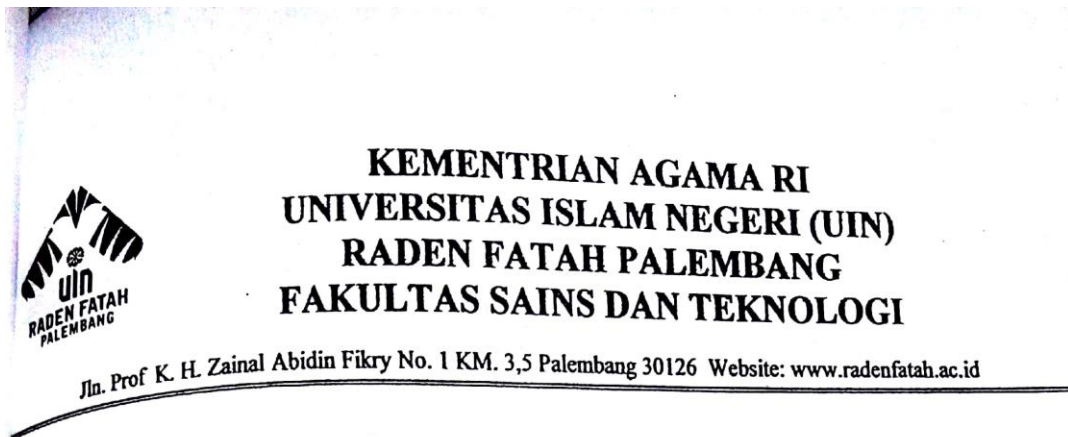 KEMENTRIAN AGAMA RI
UNIVERSITAS ISLAM NEGERI (UIN)
RADEN FATAH PALEMBANG
FAKULTAS SAINS DAN TEKNOLOGI
uin
RADEN FATAH
PALEMBANG
Jln. Prof K. H. Zainal Abidin Fikry No. 1 KM. 3,5 Palembang 30126 Website: www.radenfatah.ac.id